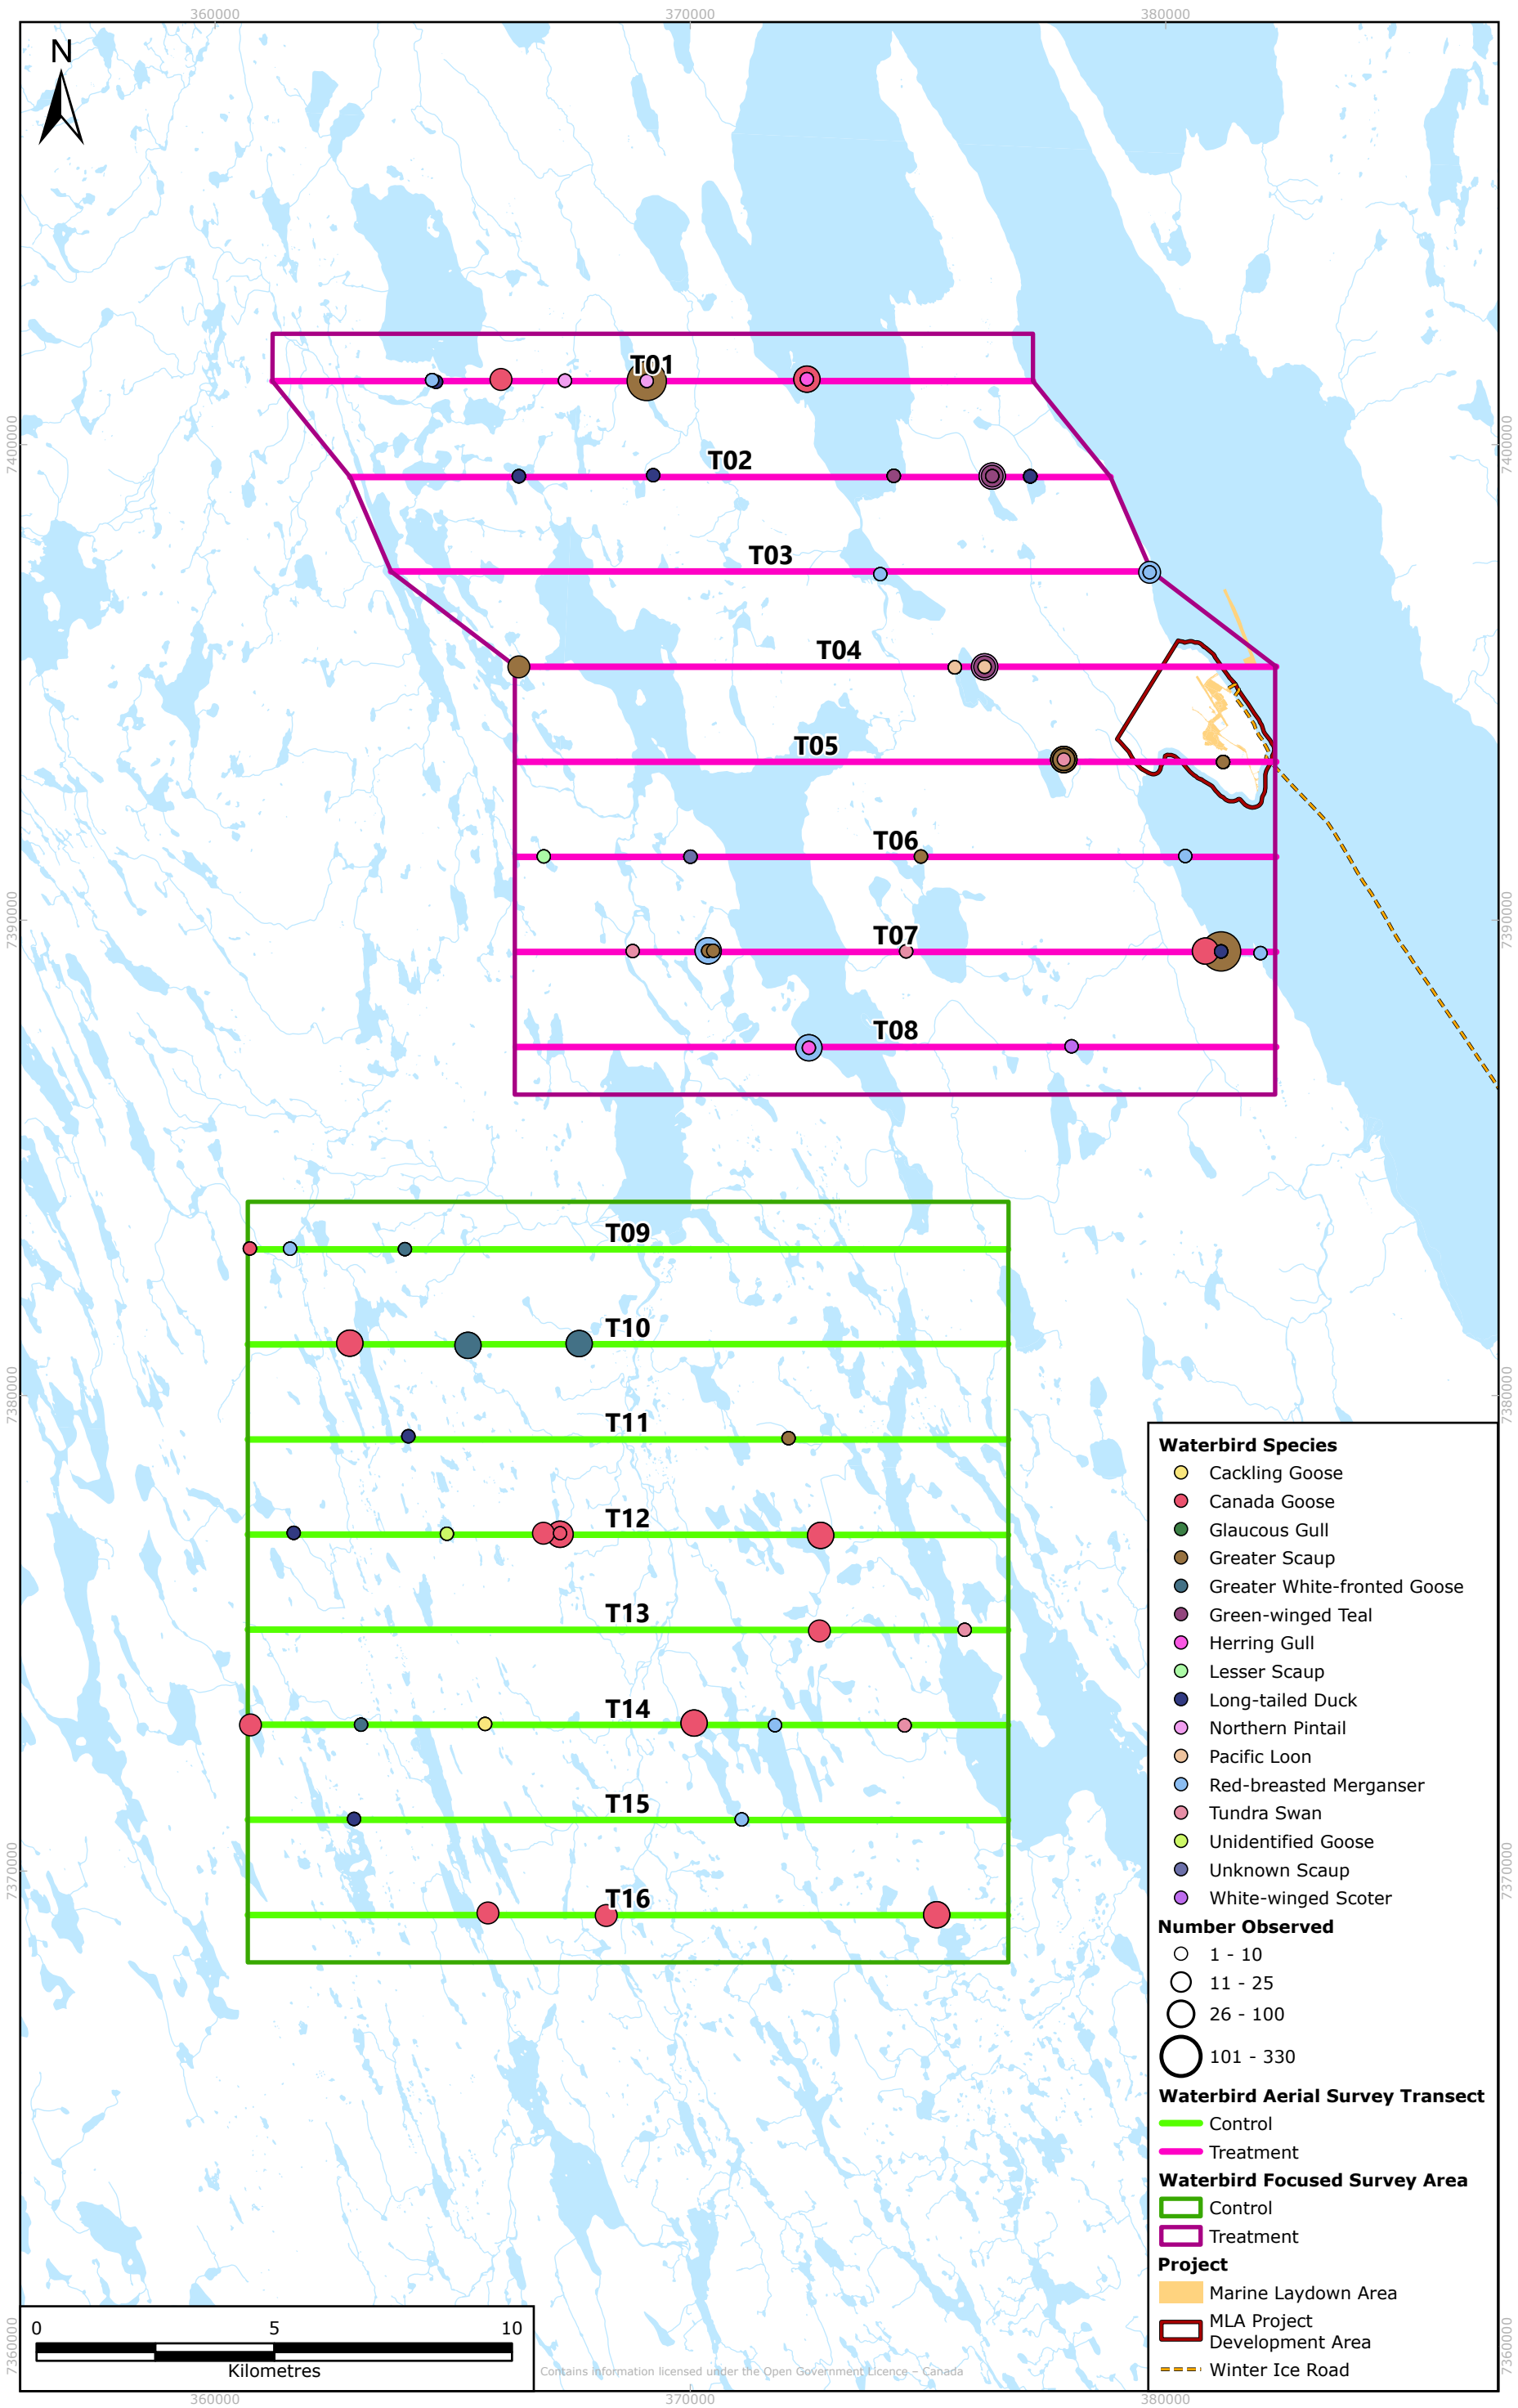 360000
370000
380000
N
7400000
7400000
T01
T02
T03
T04
T05
T06
7390000
7390000
T07
T08
T09
T10
7380000
7380000
T11
T12
T13
T14
T15
7370000
7370000
T16
Waterbird Species
Cackling Goose
Canada Goose
Glaucous Gull
Greater Scaup
Greater White-fronted Goose
Green-winged Teal
Herring Gull
Lesser Scaup
Long-tailed Duck
Northern Pintail
Pacific Loon
Red-breasted Merganser
Tundra Swan
Unidentified Goose
Unknown Scaup
White-winged Scoter
Number Observed
1 - 10
11 - 25
26 - 100
101 - 330
Waterbird Aerial Survey Transect
Control
Treatment
Waterbird Focused Survey Area
Control
Treatment
Project
Marine Laydown Area
MLA Project
Development Area
Winter Ice Road
7360000
7360000
0 5 10
Kilometres
Contains information licensed under the Open Government Licence – Canada
360000
370000
380000